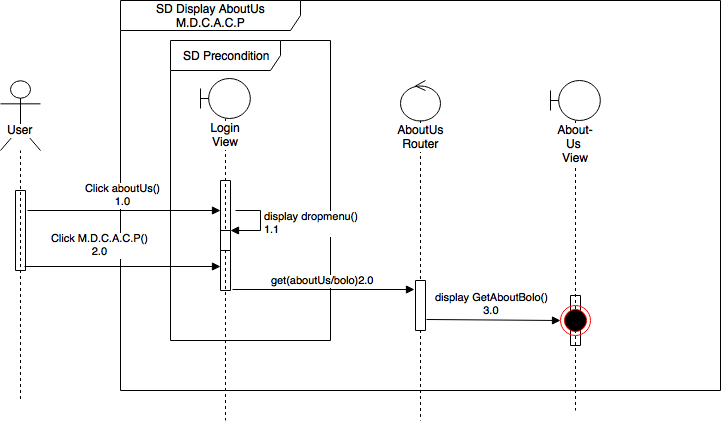 SD Display AboutUs
M.D.C.A.C.P
SD Precondition
User
Login
View
AboutUs
Router
About-
Us
View
Click aboutUs()
1.0
display dropmenu()
1.1
Click M.D.C.A.C.P()
2.0
get(aboutUs/bolo)2.0
display GetAboutBolo()
3.0